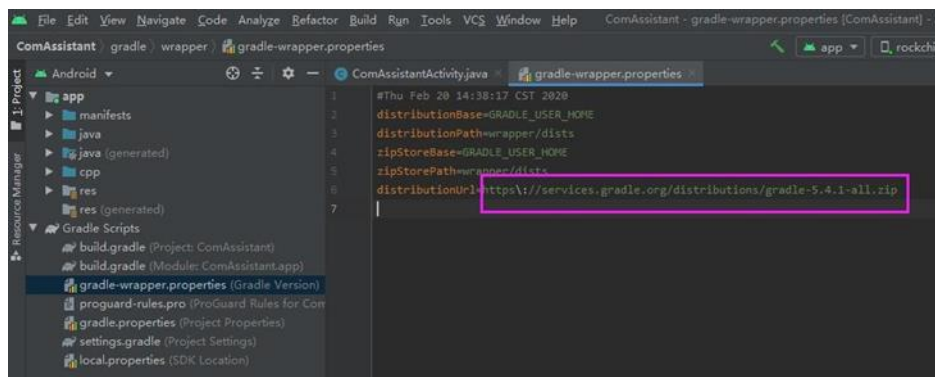 File Edit View Navigate Code Analyze Refactor Build Run Tools VCS Window Help ComAssistant - gradle-wrapper.properties [ComAssistant] -
ComAssistant gradle wrapper gradle-wrapper.properties app rockchi
1: Project
Resource Manager
Android
ComAssistantActivity.java gradle-wrapper.properties
app
manifests
java
java (generated)
cpp
res
res (generated)
Gradle Scripts
build.gradle (Project: ComAssistant)
build.gradle (Module: ComAssistant.app)
gradle-wrapper.properties (Gradle Version)
proguard-rules.pro (ProGuard Rules for Com
gradle.properties (Project Properties)
settings.gradle (Project Settings)
local.properties (SDK Location)
1 #Thu Feb 20 14:38:17 CST 2020
2 distributionBase=GRADLE_USER_HOME
3 distributionPath=wrapper/dists
4 zipStoreBase=GRADLE_USER_HOME
5 zipStorePath=wrapper/dists
6 distributionUrl=https\://services.gradle.org/distributions/gradle-5.4.1-all.zip
7